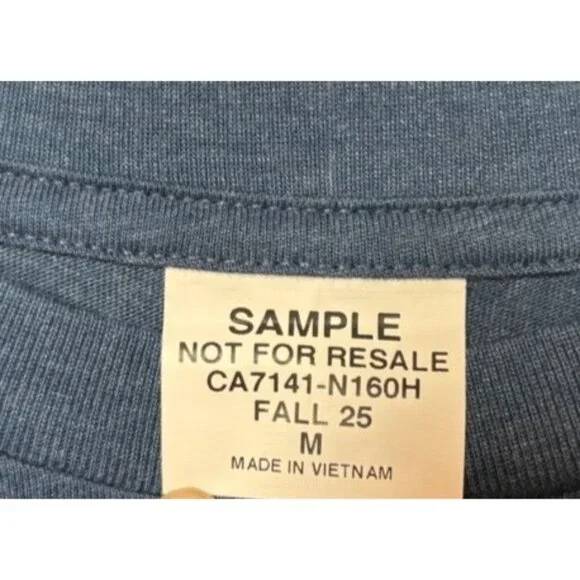 SAMPLE
NOT FOR RESALE
CA7141-N160H
FALL 25
M
MADE IN VIETNAM